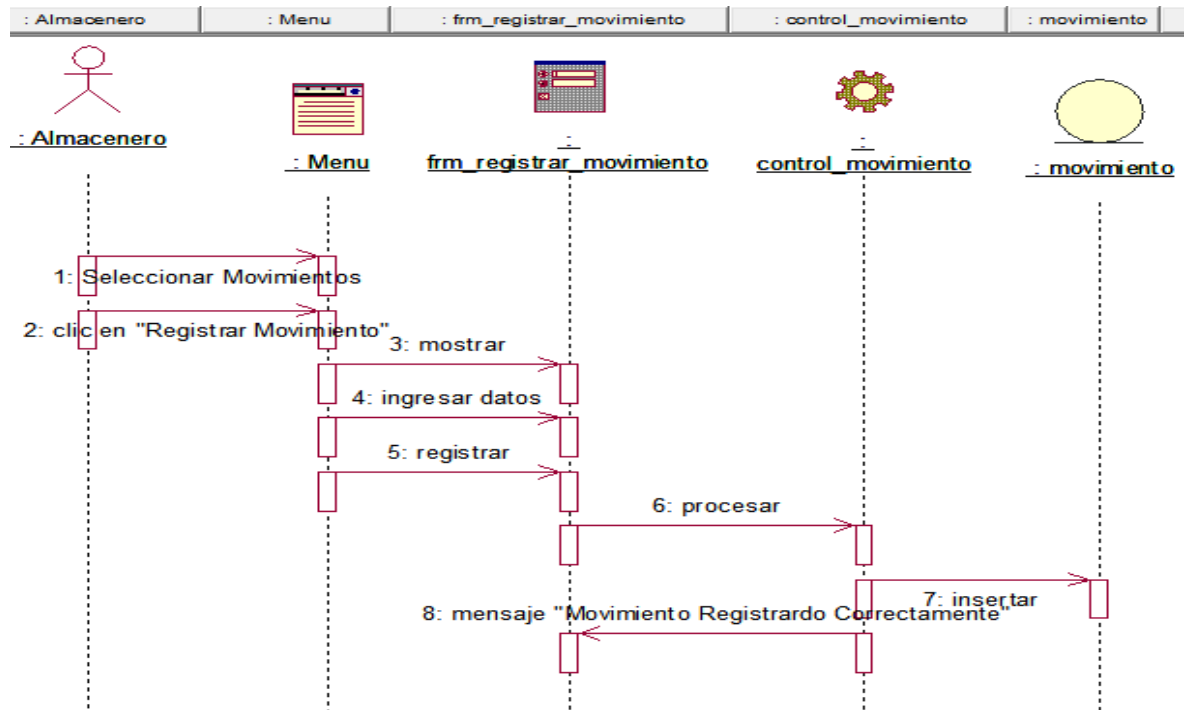 : Almacenero
: Menu
: frm_registrar_movimiento
: control_movimiento
: movimiento
: Almacenero
: Menu
:
frm_registrar_movimiento
:
control_movimiento
: movimiento
1: Seleccionar Movimientos
2: clic en "Registrar Movimiento"
3: mostrar
4: ingresar datos
5: registrar
6: procesar
7: insertar
8: mensaje "Movimiento Registrardo Correctamente"